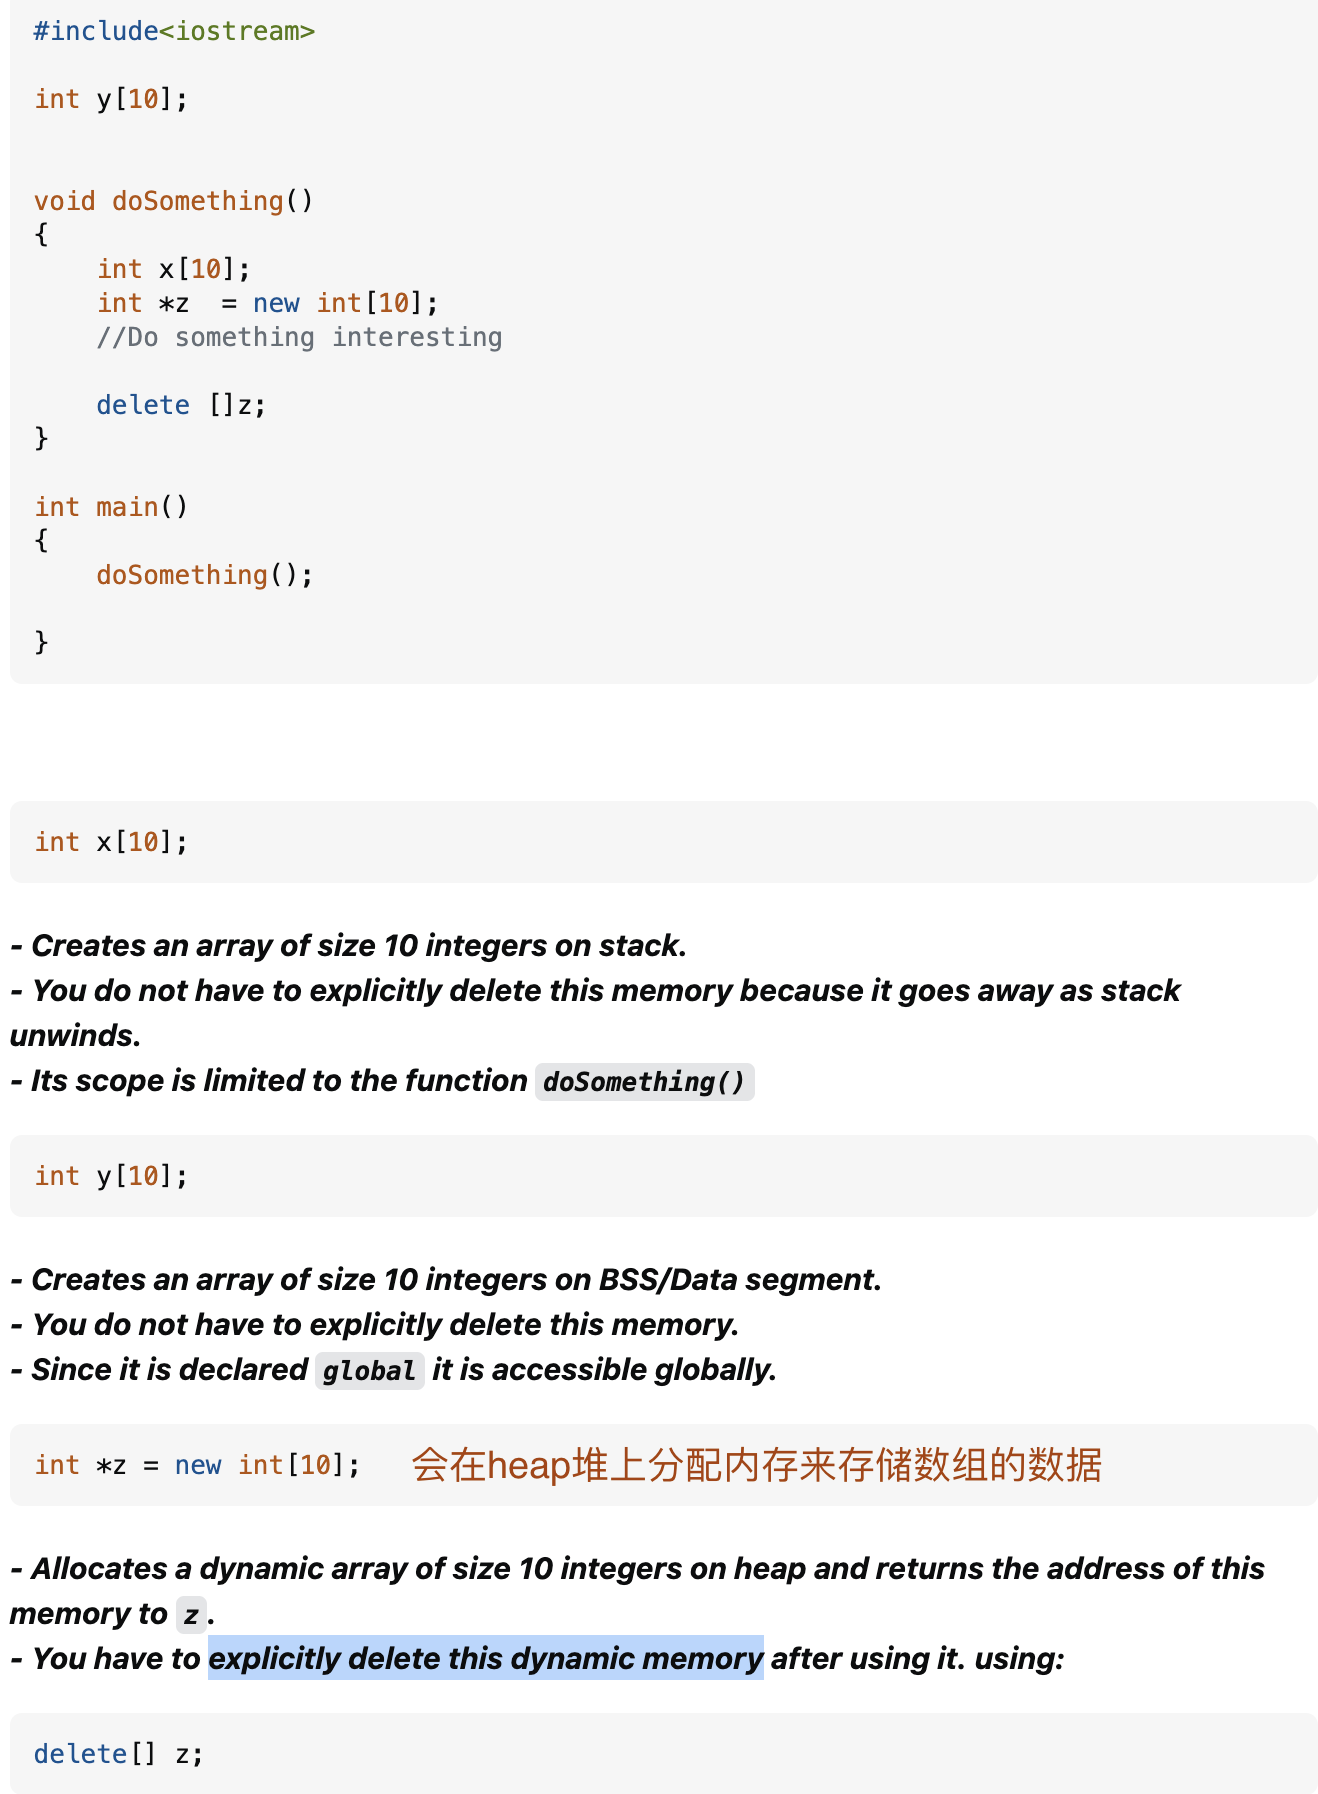 #include<iostream>
int y[10];
void doSomething()
{
    int x[10];
    int *z  = new int[10];
    //Do something interesting
    delete []z;
}
int main()
{
    doSomething();
}
int x[10];
- Creates an array of size 10 integers on stack.
- You do not have to explicitly delete this memory because it goes away as stack
unwinds.
- Its scope is limited to the function doSomething()
int y[10];
- Creates an array of size 10 integers on BSS/Data segment.
- You do not have to explicitly delete this memory.
- Since it is declared global it is accessible globally.
int *z = new int[10]; 会在heap堆上分配内存来存储数组的数据
- Allocates a dynamic array of size 10 integers on heap and returns the address of this
memory to z.
- You have to explicitly delete this dynamic memory after using it. using:
delete[] z;